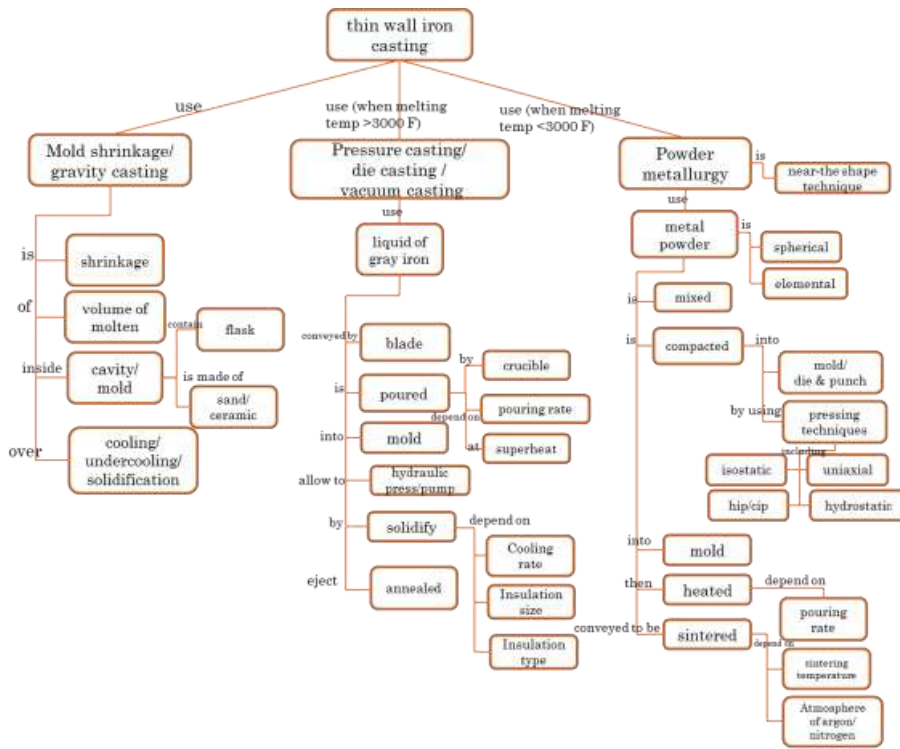 thin wall iron
casting
use
use (when melting
temp >3000 F)
use (when melting
temp <3000 F)
Mold shrinkage/
gravity casting
Pressure casting/
die casting /
vacuum casting
Powder
metallurgy
is
near-the shape
technique
use
use
liquid of
gray iron
metal
powder
is
spherical
elemental
is
shrinkage
of
volume of
molten
contain
flask
inside
cavity/
mold
is made of
sand/
ceramic
over
cooling/
undercooling/
solidification
conveyed by
blade
is
poured
by
crucible
depend on
pouring rate
at
superheat
into
mold
allow to
hydraulic
press/pump
by
solidify
depend on
Cooling
rate
Insulation
size
Insulation
type
eject
annealed
is
mixed
is
compacted
into
mold/
die & punch
by using
pressing
techniques
including
isostatic
uniaxial
hip/cip
hydrostatic
into
mold
then
heated
depend on
pouring
rate
conveyed to be
sintered
depend on
sintering
temperature
Atmosphere
of argon/
nitrogen